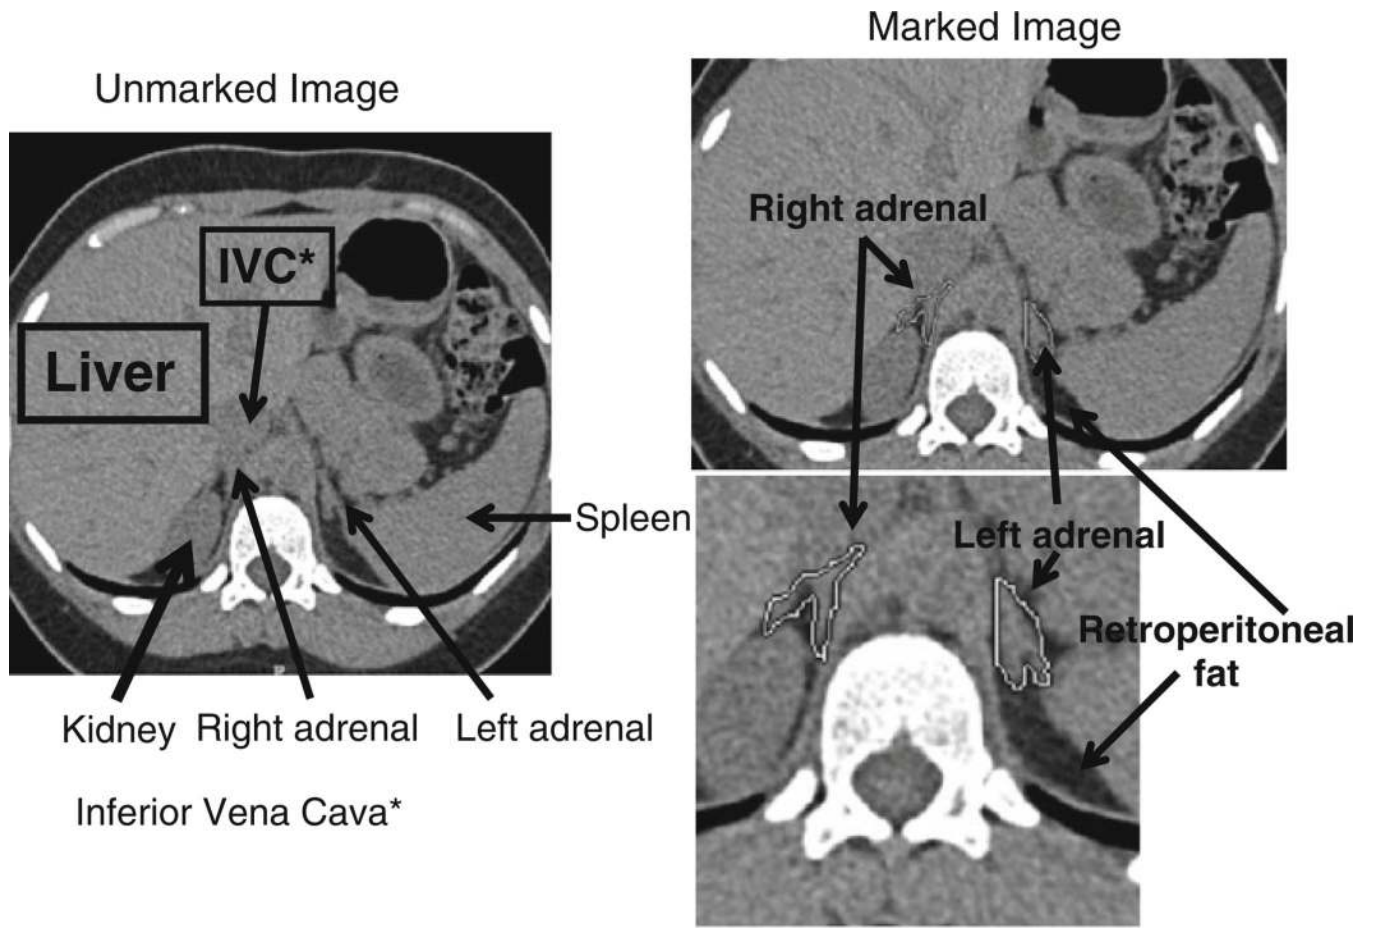 Unmarked Image
IVC*
Liver
Spleen
Kidney
Right adrenal
Left adrenal
Inferior Vena Cava*
Marked Image
Right adrenal
Left adrenal
Retroperitoneal
fat